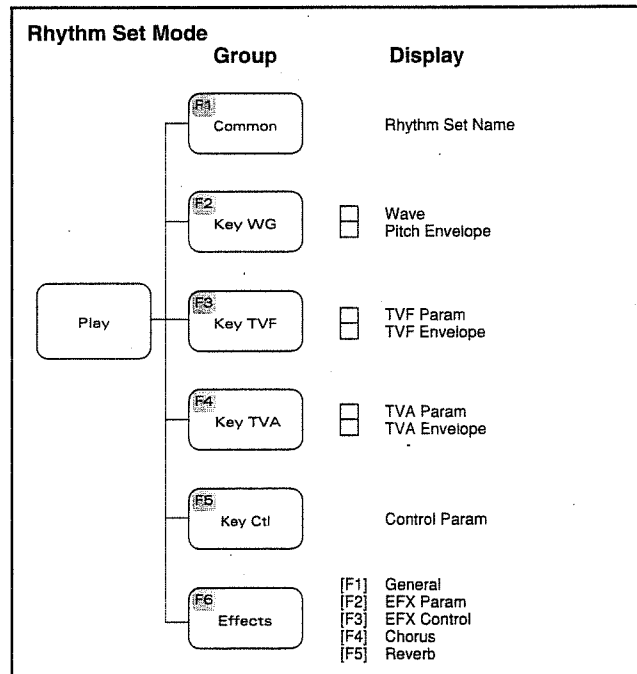 Rhythm Set Mode
Group Display
F1
Common
Rhythm Set Name
F2
Key WG
Wave
Pitch Envelope
Play
F3
Key TVF
TVF Param
TVF Envelope
F4
Key TVA
TVA Param
TVA Envelope
F5
Key Ctl
Control Param
F6
Effects
[F1] General
[F2] EFX Param
[F3] EFX Control
[F4] Chorus
[F5] Reverb